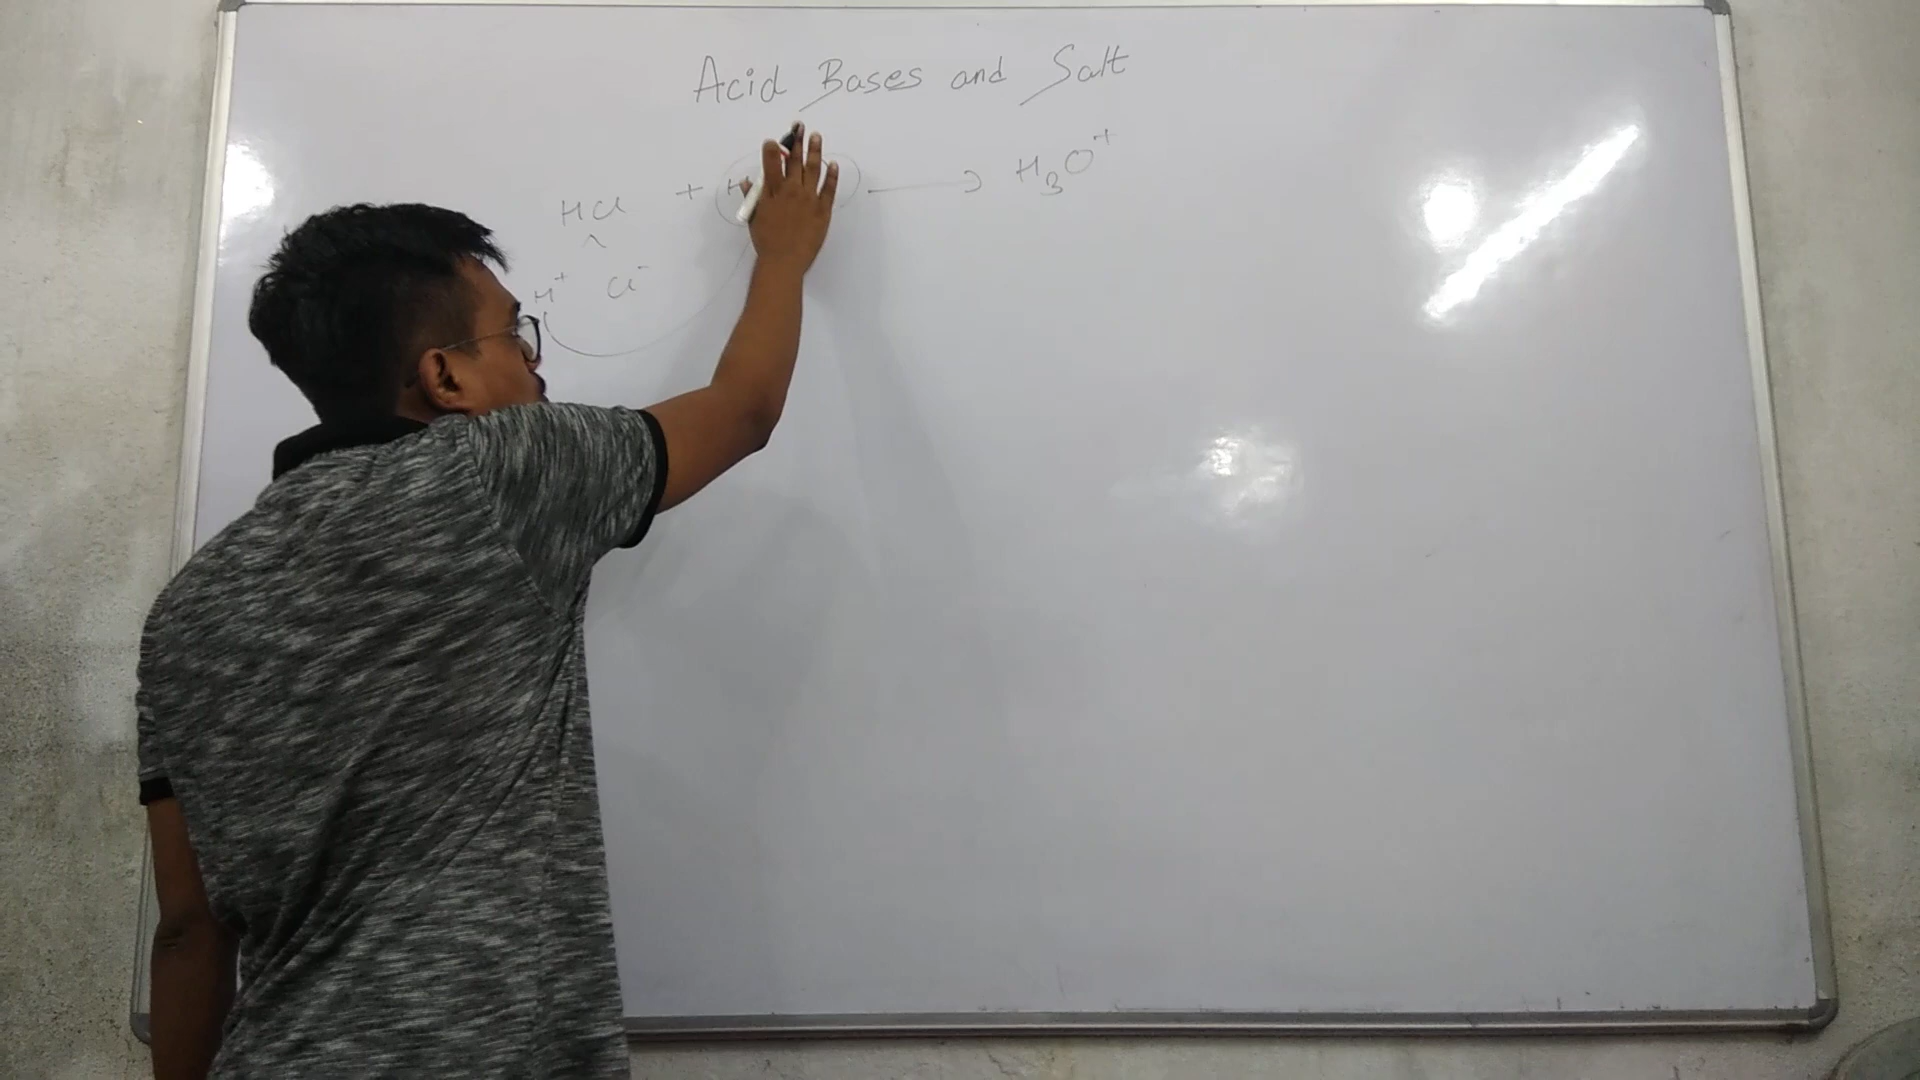 Acid Bases and Salt
HCl + H → H₃O⁺
H⁺ Cl⁻